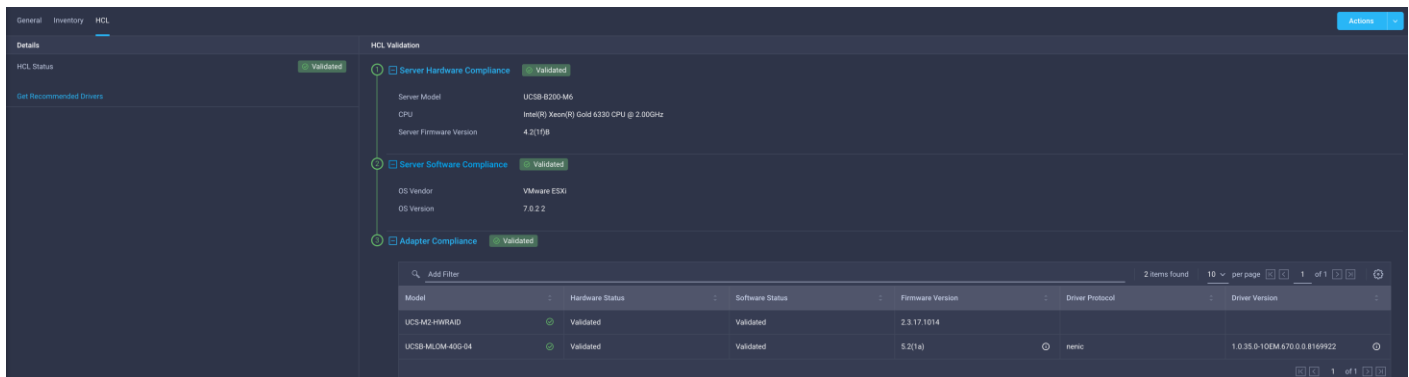 General Inventory HCL
Actions
Details
HCL Status Validated
Get Recommended Drivers
HCL Validation
1 Server Hardware Compliance Validated
Server Model UCSB-B200-M6
CPU Intel(R) Xeon(R) Gold 6330 CPU @ 2.00GHz
Server Firmware Version 4.2(1f)B
2 Server Software Compliance Validated
OS Vendor VMware ESXi
OS Version 7.0.2 2
3 Adapter Compliance Validated
Add Filter 2 items found 10 per page 1 of 1
Model Hardware Status Software Status Firmware Version Driver Protocol Driver Version
UCS-M2-HWRAID Validated Validated 2.3.17.1014
UCSB-MLOM-40G-04 Validated Validated 5.2(1a) nenic 1.0.35.0-1OEM.670.0.0.8169922
1 of 1